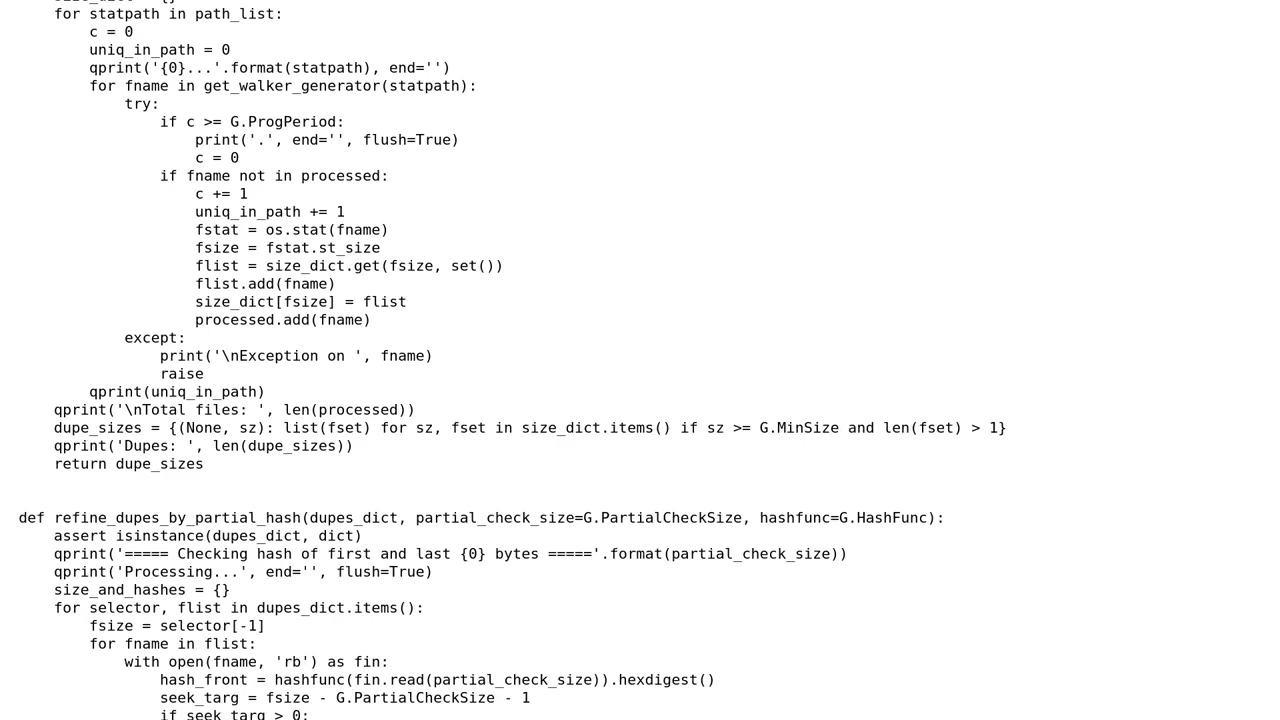 size_dict = {}
    for statpath in path_list:
        c = 0
        uniq_in_path = 0
        qprint('{0}...'.format(statpath), end='')
        for fname in get_walker_generator(statpath):
            try:
                if c >= G.ProgPeriod:
                    print('.', end='', flush=True)
                    c = 0
                if fname not in processed:
                    c += 1
                    uniq_in_path += 1
                    fstat = os.stat(fname)
                    fsize = fstat.st_size
                    flist = size_dict.get(fsize, set())
                    flist.add(fname)
                    size_dict[fsize] = flist
                    processed.add(fname)
            except:
                print('\nException on ', fname)
                raise
        qprint(uniq_in_path)
    qprint('\nTotal files: ', len(processed))
    dupe_sizes = {(None, sz): list(fset) for sz, fset in size_dict.items() if sz >= G.MinSize and len(fset) > 1}
    qprint('Dupes: ', len(dupe_sizes))
    return dupe_sizes


def refine_dupes_by_partial_hash(dupes_dict, partial_check_size=G.PartialCheckSize, hashfunc=G.HashFunc):
    assert isinstance(dupes_dict, dict)
    qprint('===== Checking hash of first and last {0} bytes ====='.format(partial_check_size))
    qprint('Processing...', end='', flush=True)
    size_and_hashes = {}
    for selector, flist in dupes_dict.items():
        fsize = selector[-1]
        for fname in flist:
            with open(fname, 'rb') as fin:
                hash_front = hashfunc(fin.read(partial_check_size)).hexdigest()
                seek_targ = fsize - G.PartialCheckSize - 1
                if seek_targ > 0: